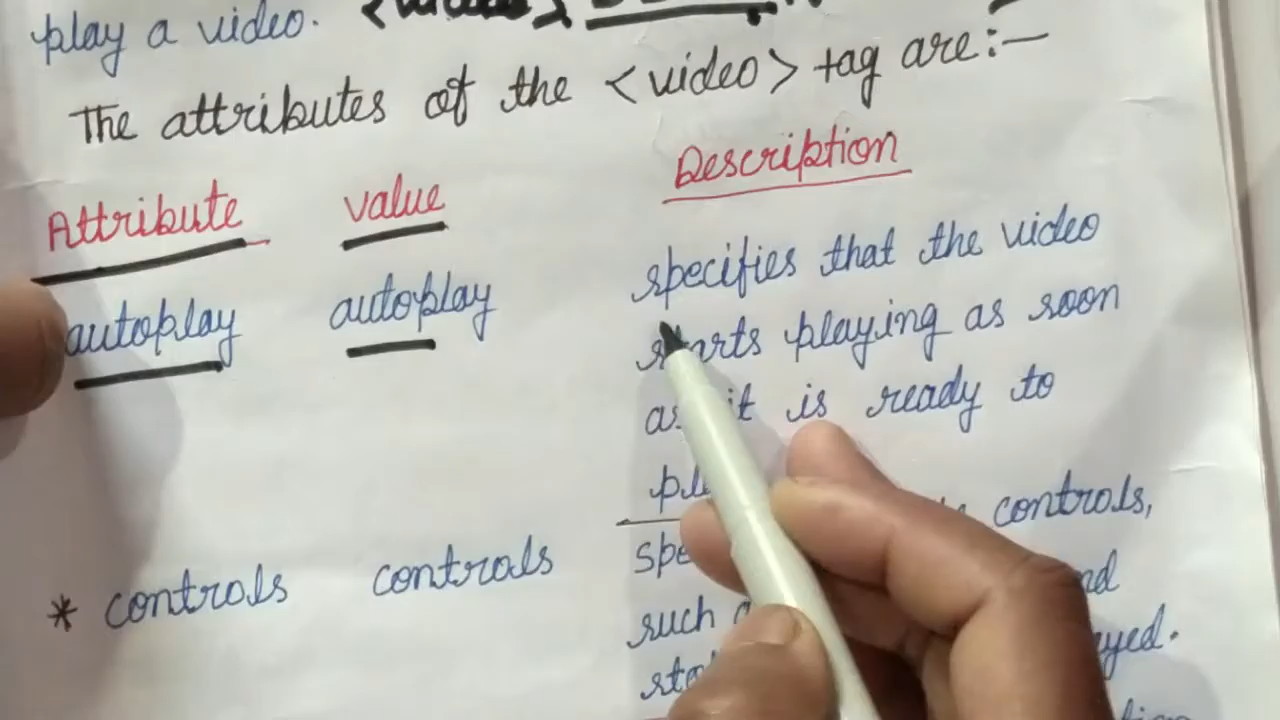 play a video.
The attributes of the <video> tag are:-
Attribute value Description
autoplay autoplay specifies that the video
starts playing as soon
as it is ready to
* controls controls controls,
such